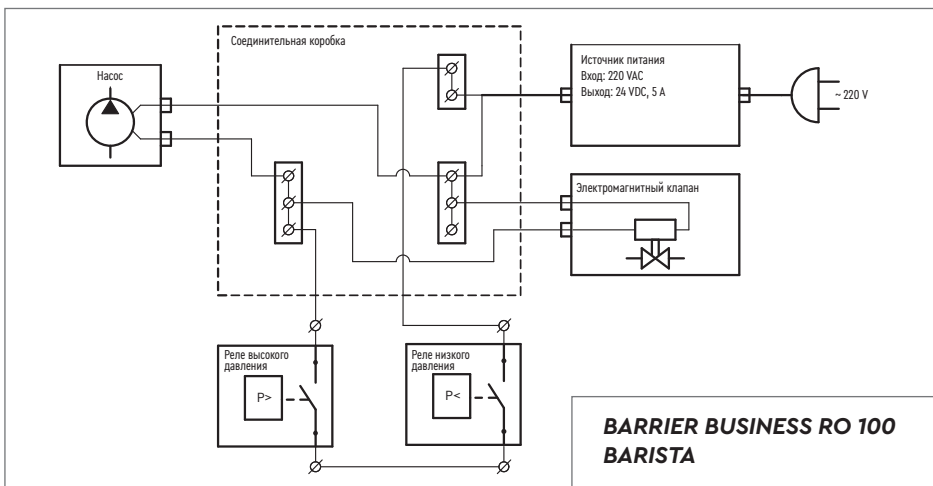 Соединительная коробка
Насос
Источник питания
Вход: 220 VAC
Выход: 24 VDC, 5 A
~ 220 V
Электромагнитный клапан
Реле высокого
давления
P>
Реле низкого
давления
P<
BARRIER BUSINESS RO 100
BARISTA